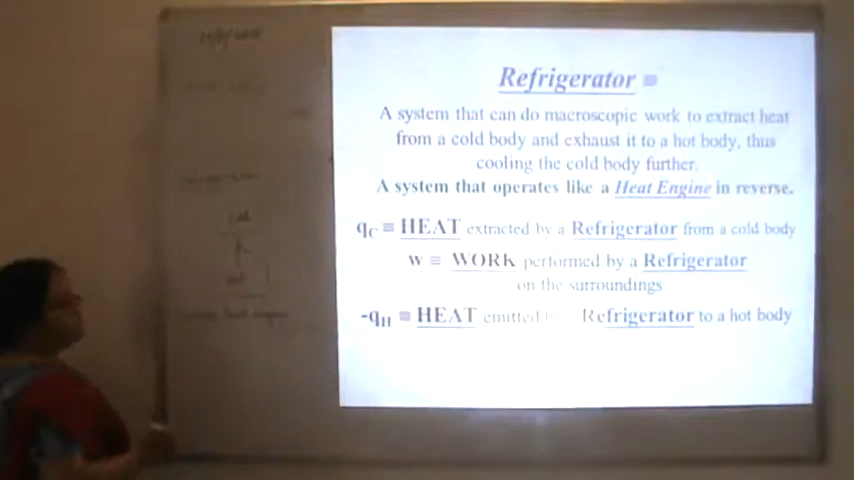 Refrigerator ≡
A system that can do macroscopic work to extract heat
from a cold body and exhaust it to a hot body, thus
cooling the cold body further.
A system that operates like a Heat Engine in reverse.
qC ≡ HEAT extracted by a Refrigerator from a cold body
w ≡ WORK performed by a Refrigerator
on the surroundings
-qH ≡ HEAT emitted Refrigerator to a hot body